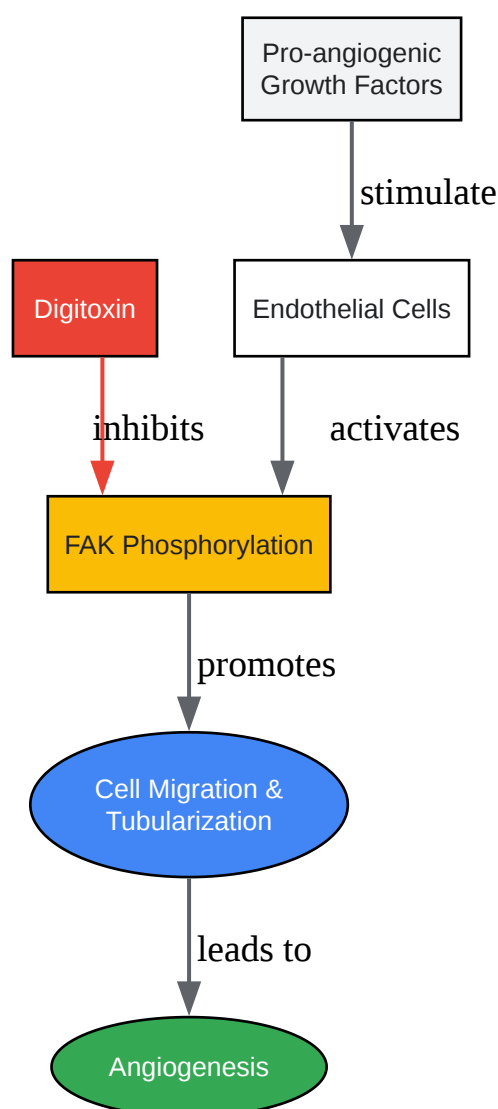 Pro-angiogenic
Growth Factors
stimulate
Digitoxin
Endothelial Cells
inhibits
activates
FAK Phosphorylation
promotes
Cell Migration &
Tubularization
leads to
Angiogenesis